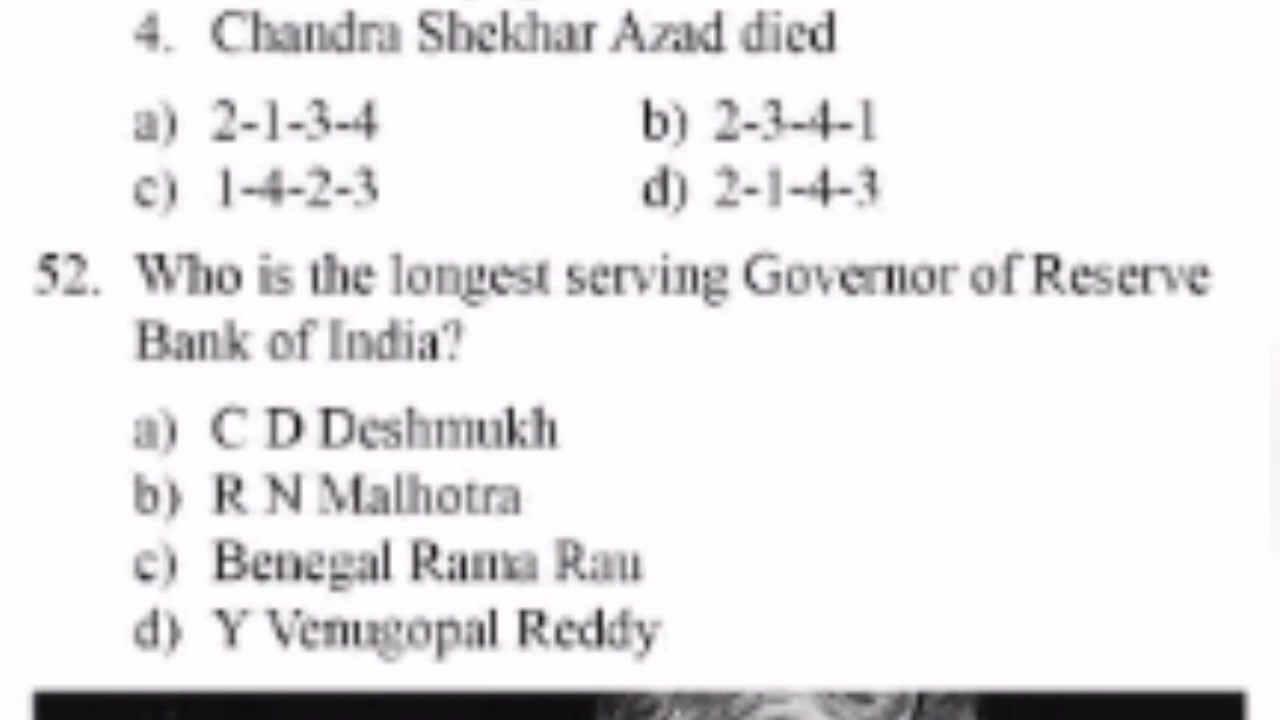 4. Chandra Shekhar Azad died
a) 2-1-3-4 b) 2-3-4-1
c) 1-4-2-3 d) 2-1-4-3
52. Who is the longest serving Governor of Reserve
Bank of India?
a) C D Deshmukh
b) R N Malhotra
c) Benegal Rama Rau
d) Y Venugopal Reddy